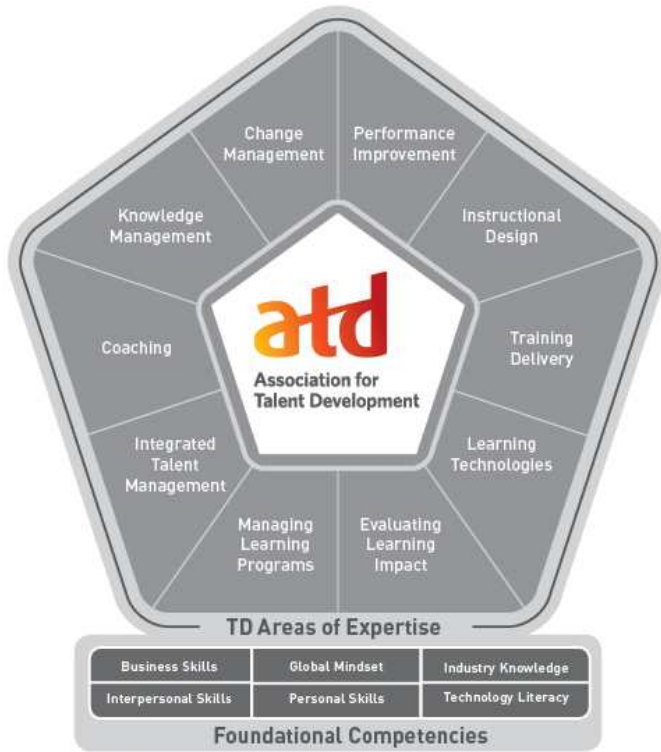 Change
Management
Performance
Improvement
Knowledge
Management
Instructional
Design
Coaching
atd
Association for
Talent Development
Training
Delivery
Integrated
Talent
Management
Learning
Technologies
Managing
Learning
Programs
Evaluating
Learning
Impact
TD Areas of Expertise
Business Skills
Global Mindset
Industry Knowledge
Interpersonal Skills
Personal Skills
Technology Literacy
Foundational Competencies